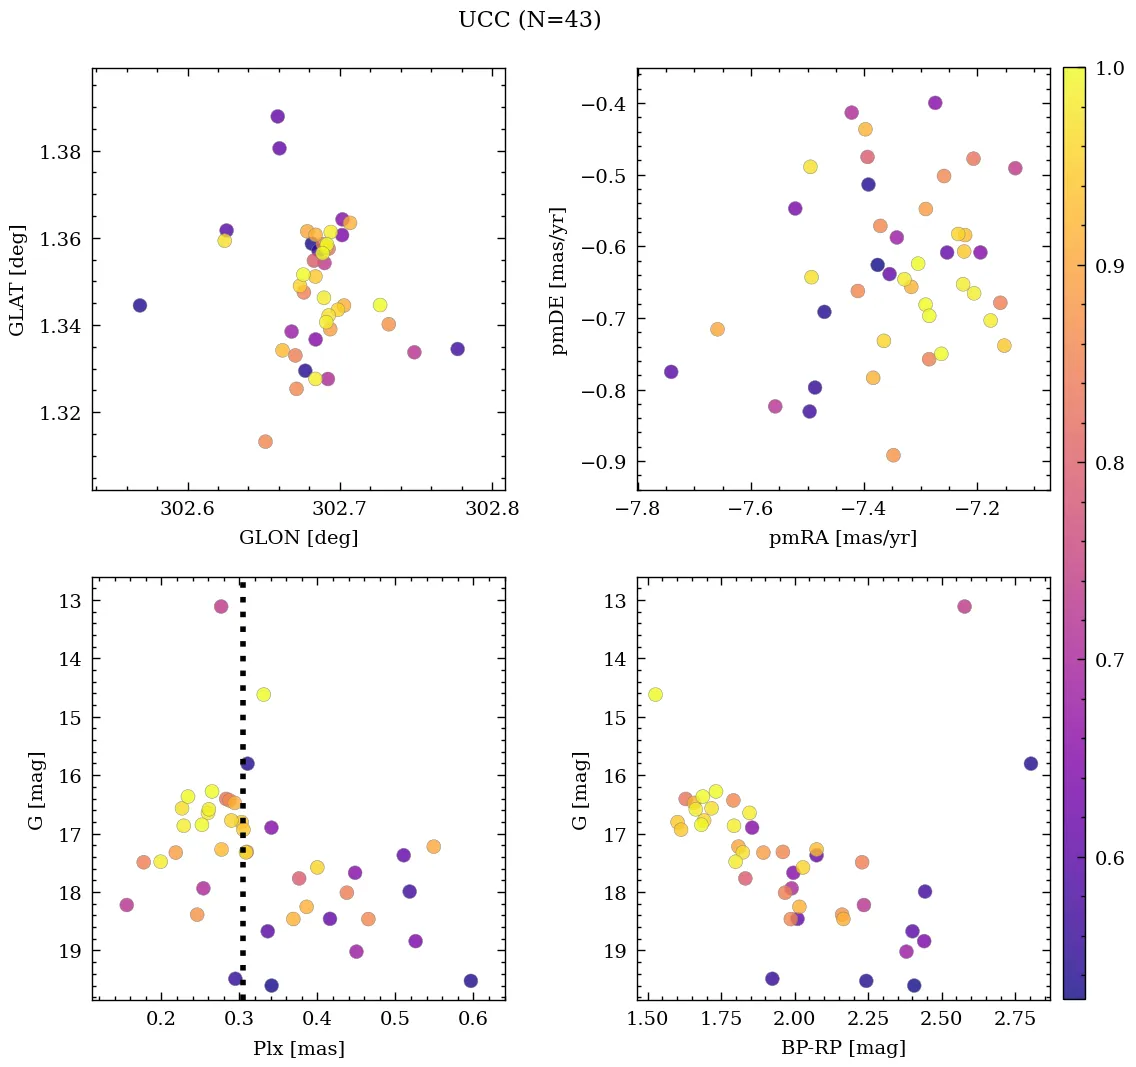 UCC (N=43)
1.38
1.36
1.34
1.32
GLAT [deg]
302.6 302.7 302.8
GLON [deg]
−0.4
−0.5
−0.6
−0.7
−0.8
−0.9
pmDE [mas/yr]
−7.8 −7.6 −7.4 −7.2
pmRA [mas/yr]
1.0
0.9
0.8
0.7
0.6
13
14
15
16
17
18
19
G [mag]
0.2 0.3 0.4 0.5 0.6
Plx [mas]
13
14
15
16
17
18
19
G [mag]
1.50 1.75 2.00 2.25 2.50 2.75
BP-RP [mag]